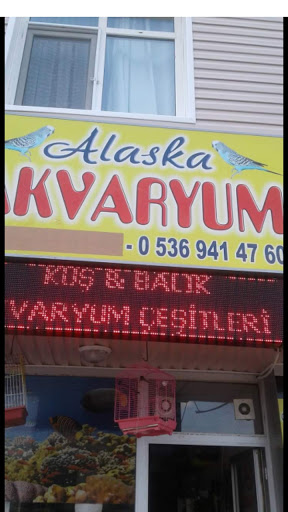 Alaska
AKVARYUM
- 0 536 941 47 60
KUŞ & BALIK
VARYUM ÇEŞİTLERİ